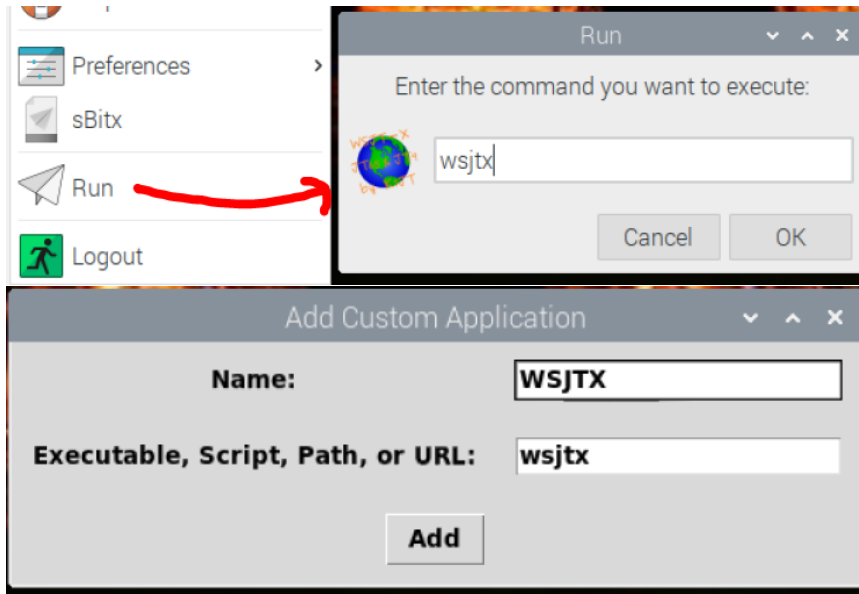 Preferences
sBitx
Run
Logout
Run
Enter the command you want to execute:
WSJT-X
wsjtx
Cancel OK
Add Custom Application
Name: WSJTX
Executable, Script, Path, or URL: wsjtx
Add